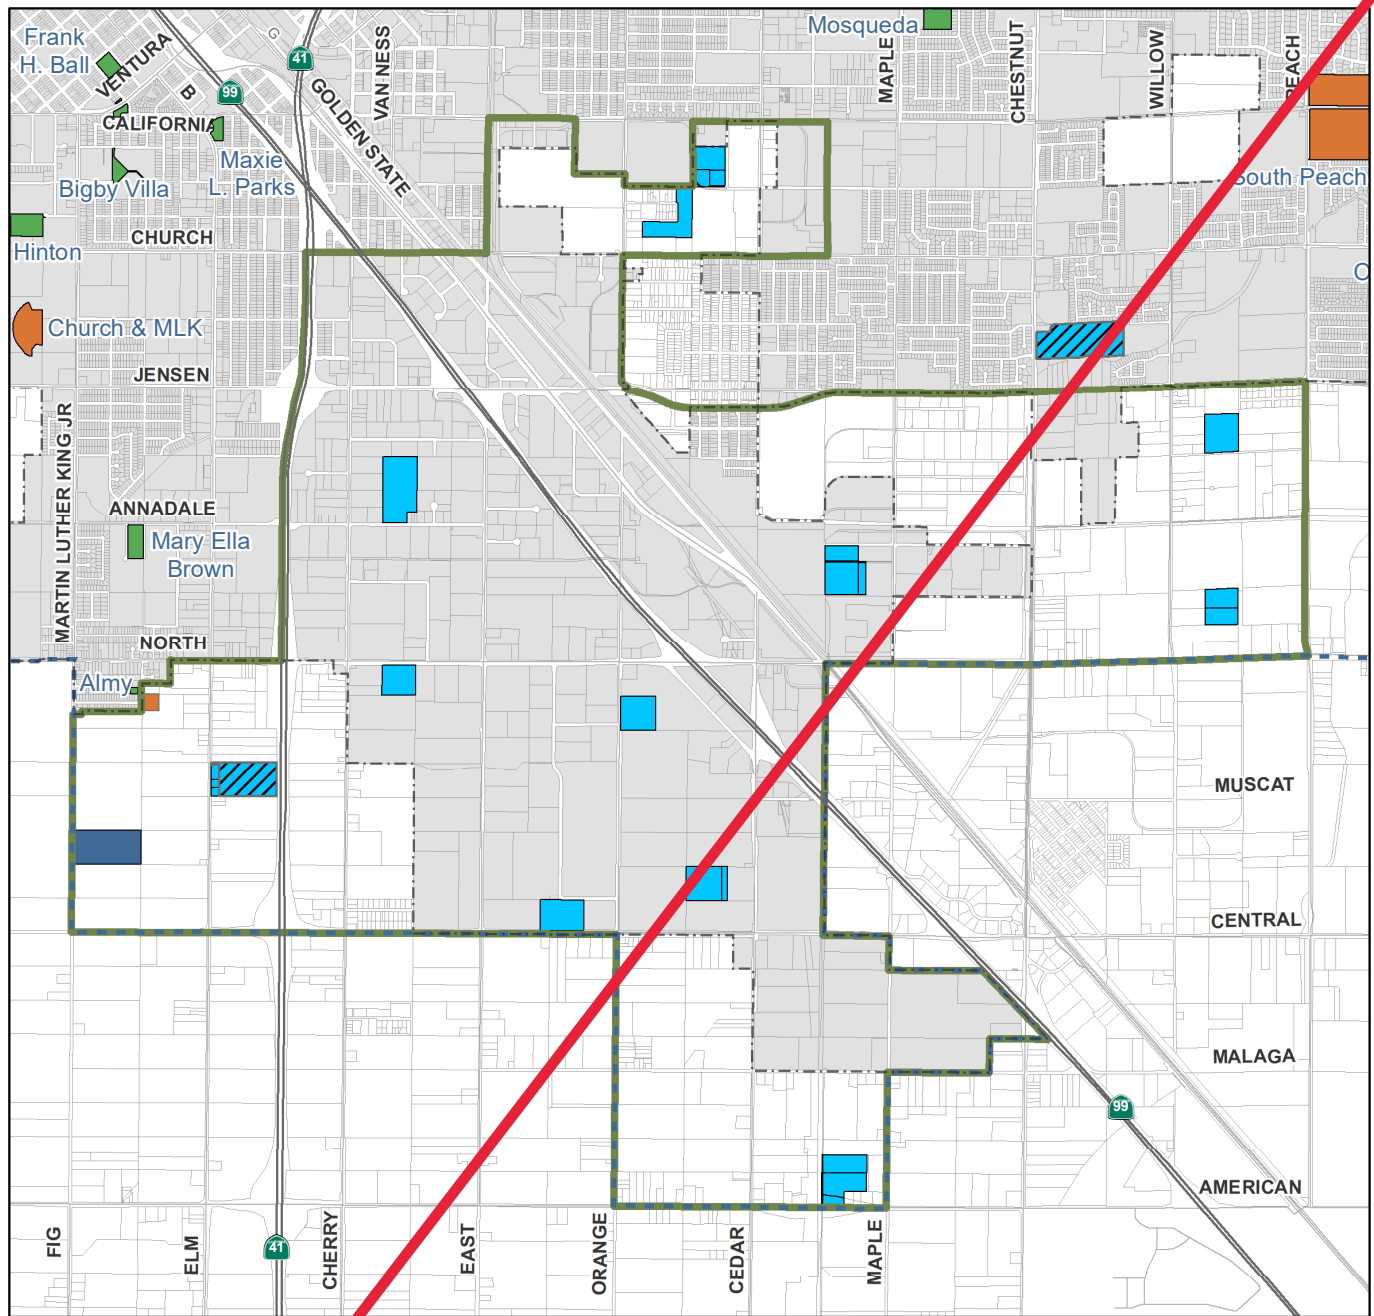 Frank
H. Ball
VENTURA
B
G
41
99
GOLDEN STATE
VAN NESS
Mosqueda
MAPLE
CHESTNUT
WILLOW
PEACH
CALIFORNIA
Maxie
L. Parks
Bigby Villa
South Peach
Hinton
CHURCH
C
Church & MLK
JENSEN
MARTIN LUTHER KING JR
ANNADALE
Mary Ella
Brown
NORTH
Almy
MUSCAT
CENTRAL
MALAGA
99
AMERICAN
FIG
ELM
41
CHERRY
EAST
ORANGE
CEDAR
MAPLE